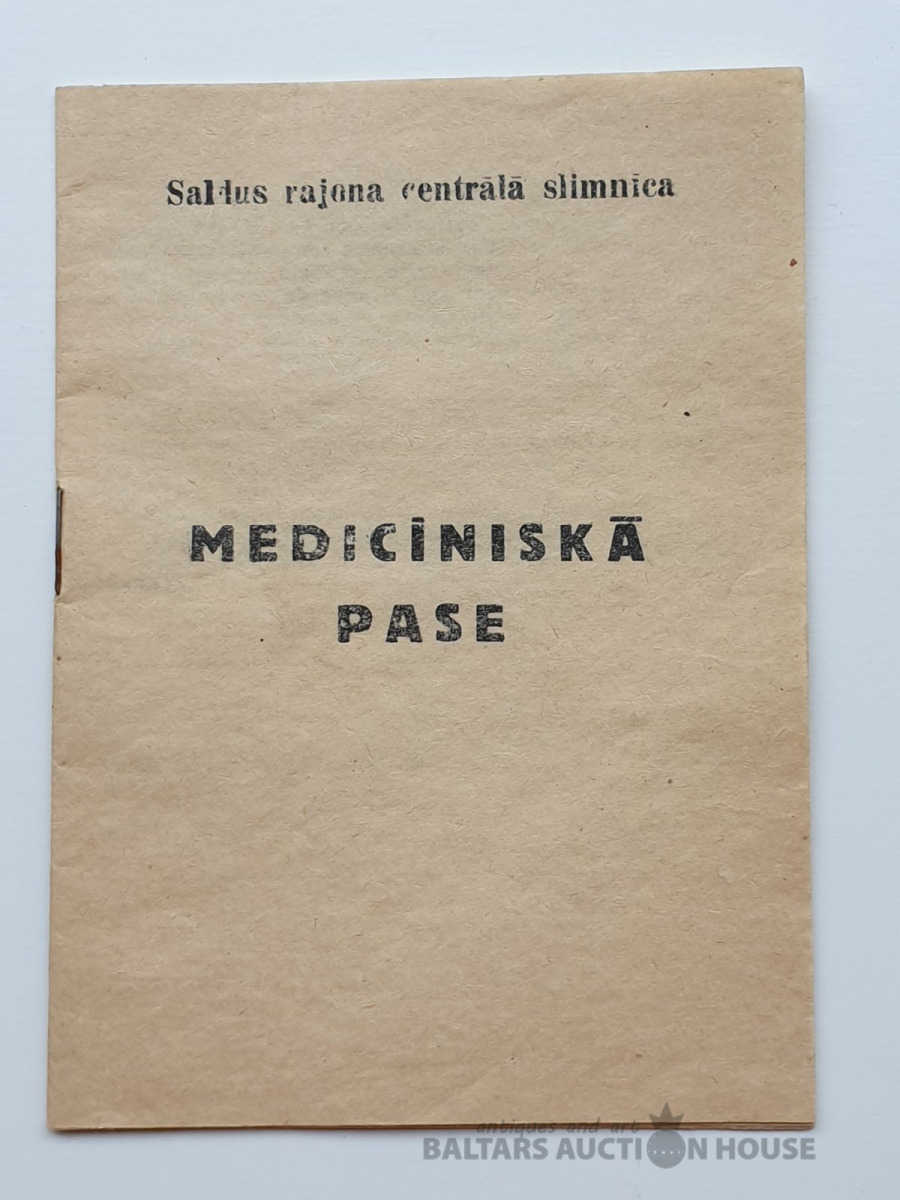 Saldus rajona centrālā slimnīca
MEDICĪNISKĀ
PASE
antiques and art
BALTARS AUCTION HOUSE